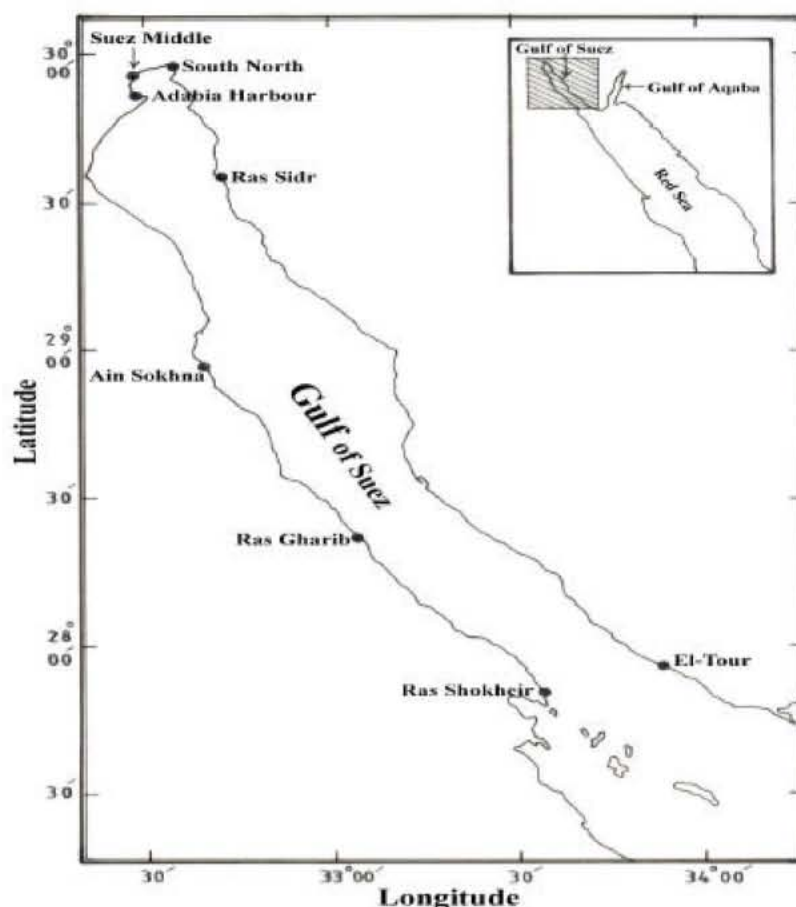 Suez Middle
South North
Adabia Harbour
Ras Sidr
Ain Sokhna
Gulf of Suez
Ras Gharib
El-Tour
Ras Shokheir
Gulf of Suez
Gulf of Aqaba
Red Sea
Latitude
30°
00′
30′
29°
00′
30′
28°
00′
30′
30′
33°00′
30′
34°00′
Longitude